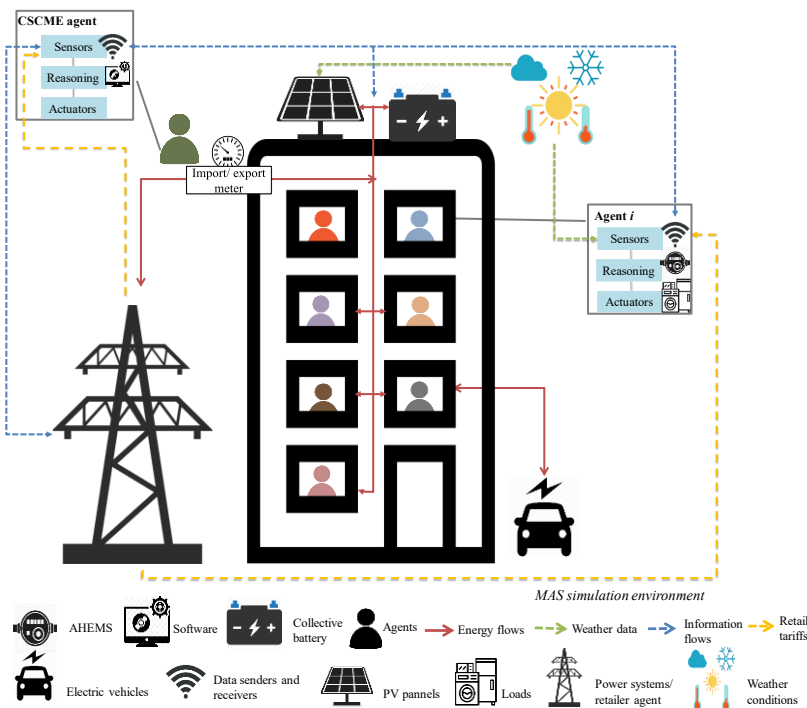 CSCME agent
Sensors
Reasoning
Actuators
Import/ export
meter
Agent i
Sensors
Reasoning
Actuators
MAS simulation environment
AHEMS
Software
Collective
battery
Agents
Energy flows
Weather data
Information
flows
Retail
tariffs
Electric vehicles
Data senders and
receivers
PV pannels
Loads
Power systems/
retailer agent
Weather
conditions